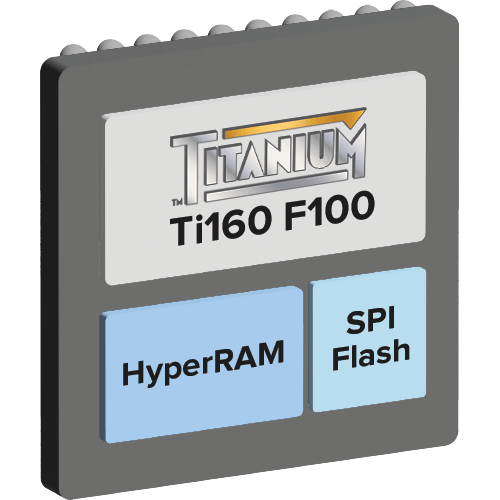 TITANIUM
™
Ti160 F100
HyperRAM
SPI
Flash